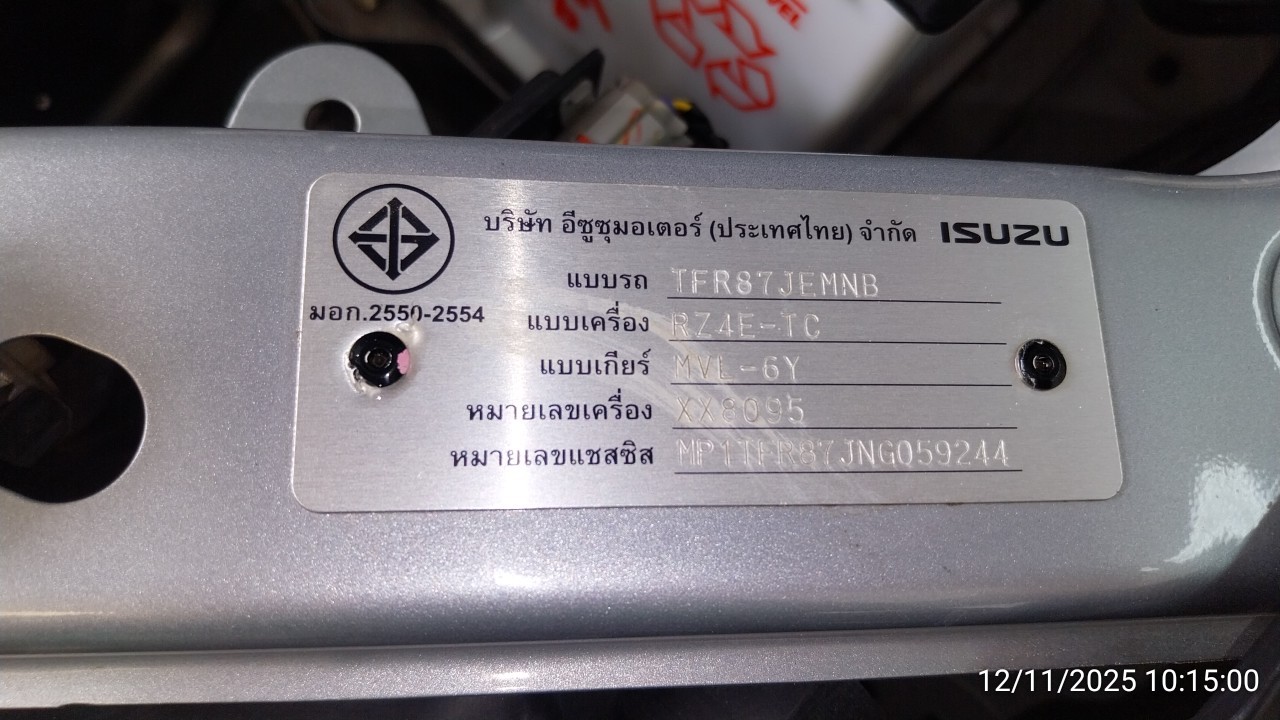 บริษัท อีซูซุมอเตอร์ (ประเทศไทย) จำกัด ISUZU
มอก.2550-2554
แบบรถ TFR87JEMNB
แบบเครื่อง RZ4E-TC
แบบเกียร์ MVL-6Y
หมายเลขเครื่อง XX8095
หมายเลขแชสซิส MP1TFR87JNG059244
12/11/2025 10:15:00